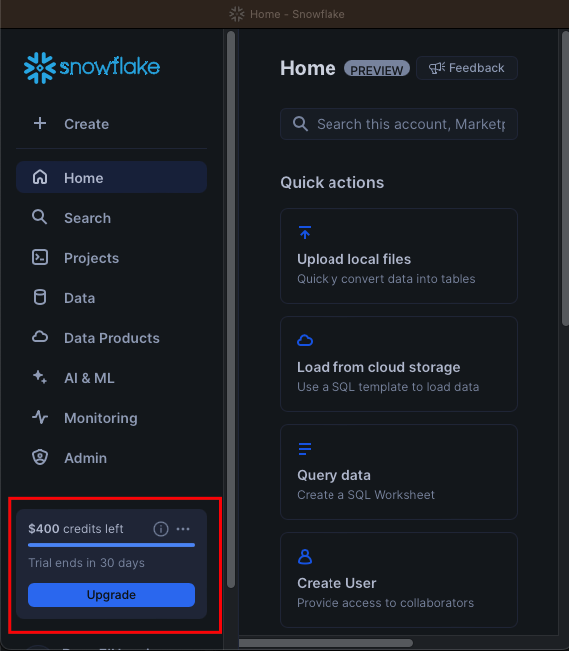 Home - Snowflake
snowflake
Create
Home
Search
Projects
Data
Data Products
AI & ML
Monitoring
Admin
$400 credits left
Trial ends in 30 days
Upgrade
Home PREVIEW Feedback
Search this account, Marketp
Quick actions
Upload local files
Quickly convert data into tables
Load from cloud storage
Use a SQL template to load data
Query data
Create a SQL Worksheet
Create User
Provide access to collaborators